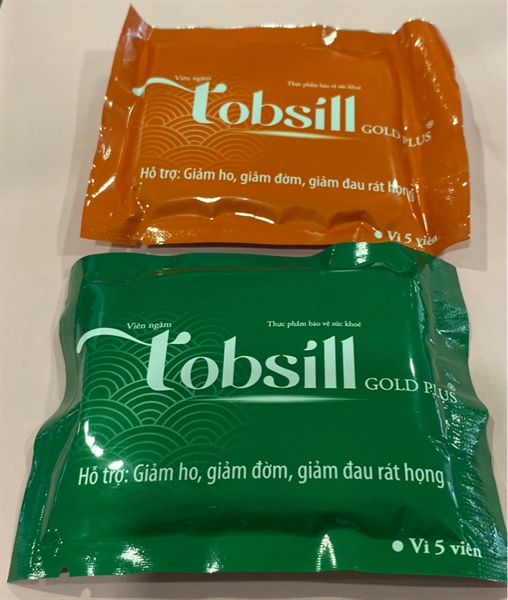 Viên ngậm
Thực phẩm bảo vệ sức khoẻ
Tobsill GOLD PLUS®
Hỗ trợ: Giảm ho, giảm đờm, giảm đau rát họng
• Vỉ 5 viên
Viên ngậm
Thực phẩm bảo vệ sức khoẻ
Tobsill GOLD PLUS®
Hỗ trợ: Giảm ho, giảm đờm, giảm đau rát họng
• Vỉ 5 viên